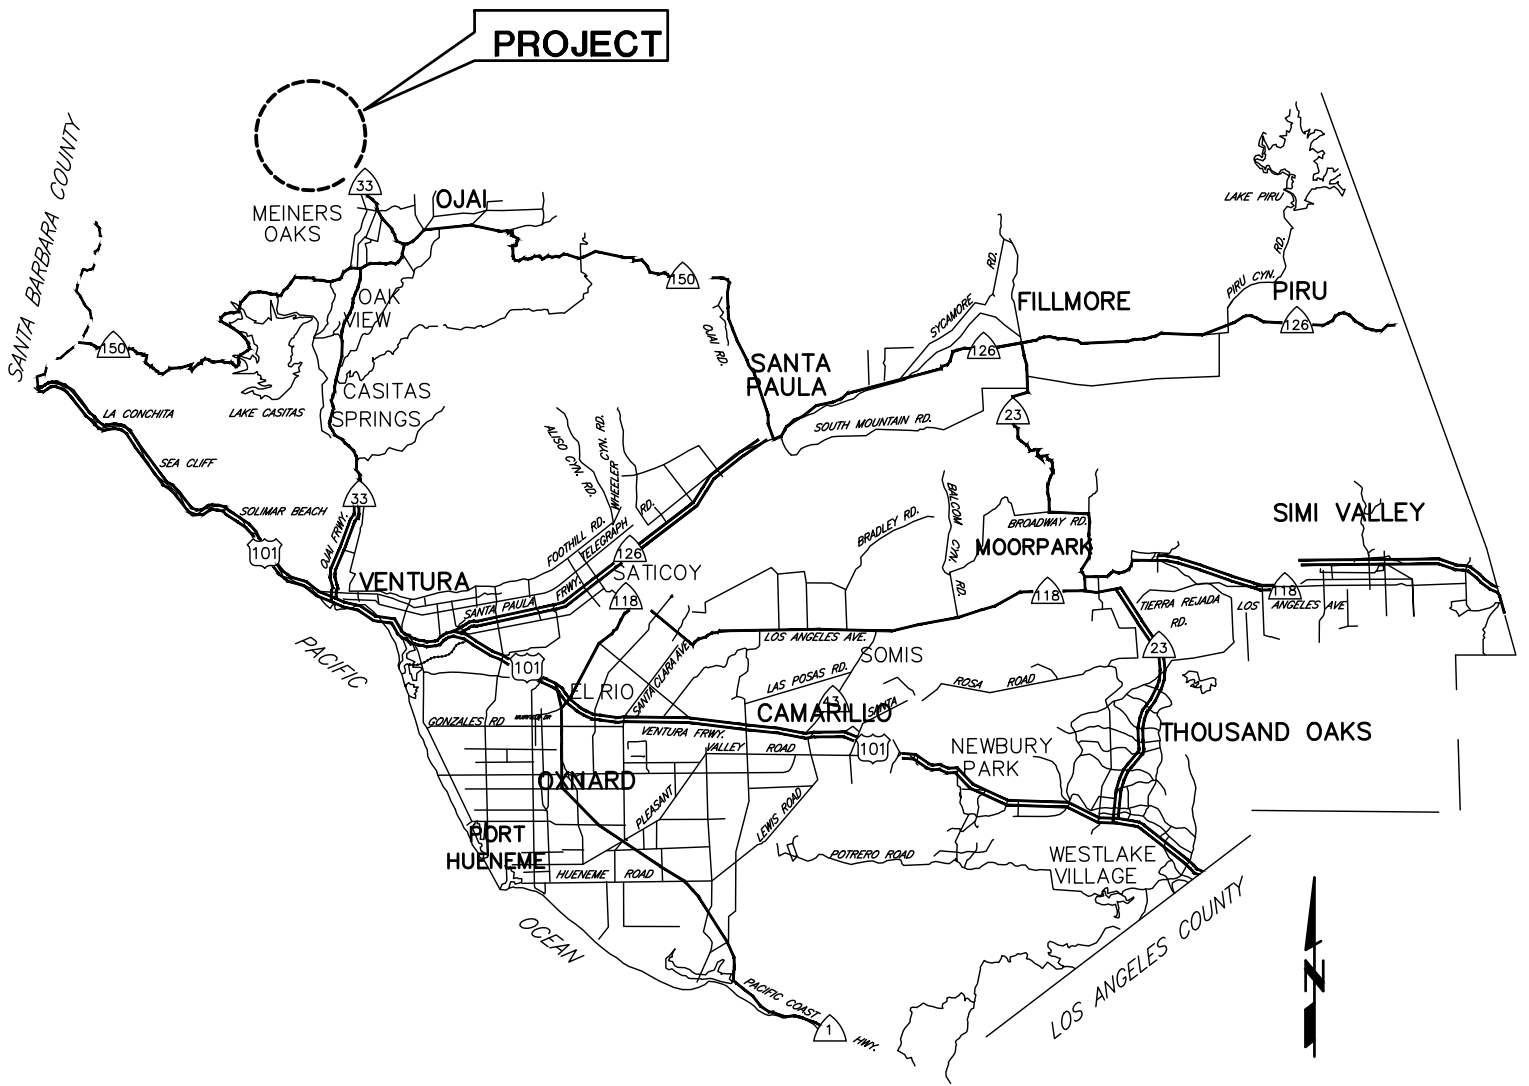 PROJECT
SANTA BARBARA COUNTY
33
MEINERS
OAKS
OJAI
LAKE PIRU
PIRU CYN. RD.
150
150
OAK
VIEW
SYCAMORE RD.
FILLMORE
PIRU
126
126
OJAI RD.
SANTA
PAULA
LA CONCHITA
LAKE CASITAS
CASITAS
SPRINGS
SOUTH MOUNTAIN RD.
23
SEA CLIFF
ALISO CYN. RD.
WHEELER CYN. RD.
33
SOLIMAR BEACH
OJAI FRWY.
101
FOOTHILL RD.
TELEGRAPH RD.
126
BRADLEY RD.
BALCOM CYN. RD.
BROADWAY RD.
MOORPARK
SIMI VALLEY
VENTURA
SATICOY
SANTA PAULA FRWY.
118
118
118
TIERRA REJADA
RD.
LOS ANGELES AVE
PACIFIC
LOS ANGELES AVE.
SOMIS
23
101
EL RIO
SANTA CLARA AVE.
LAS POSAS RD.
SANTA ROSA ROAD
GONZALES RD
VENTURA FRWY.
CAMARILLO
THOUSAND OAKS
VALLEY ROAD
101
NEWBURY
PARK
OXNARD
PLEASANT
LEWIS ROAD
PORT
HUENEME
POTRERO ROAD
WESTLAKE
VILLAGE
HUENEME ROAD
OCEAN
LOS ANGELES COUNTY
N
PACIFIC COAST
1
HWY.